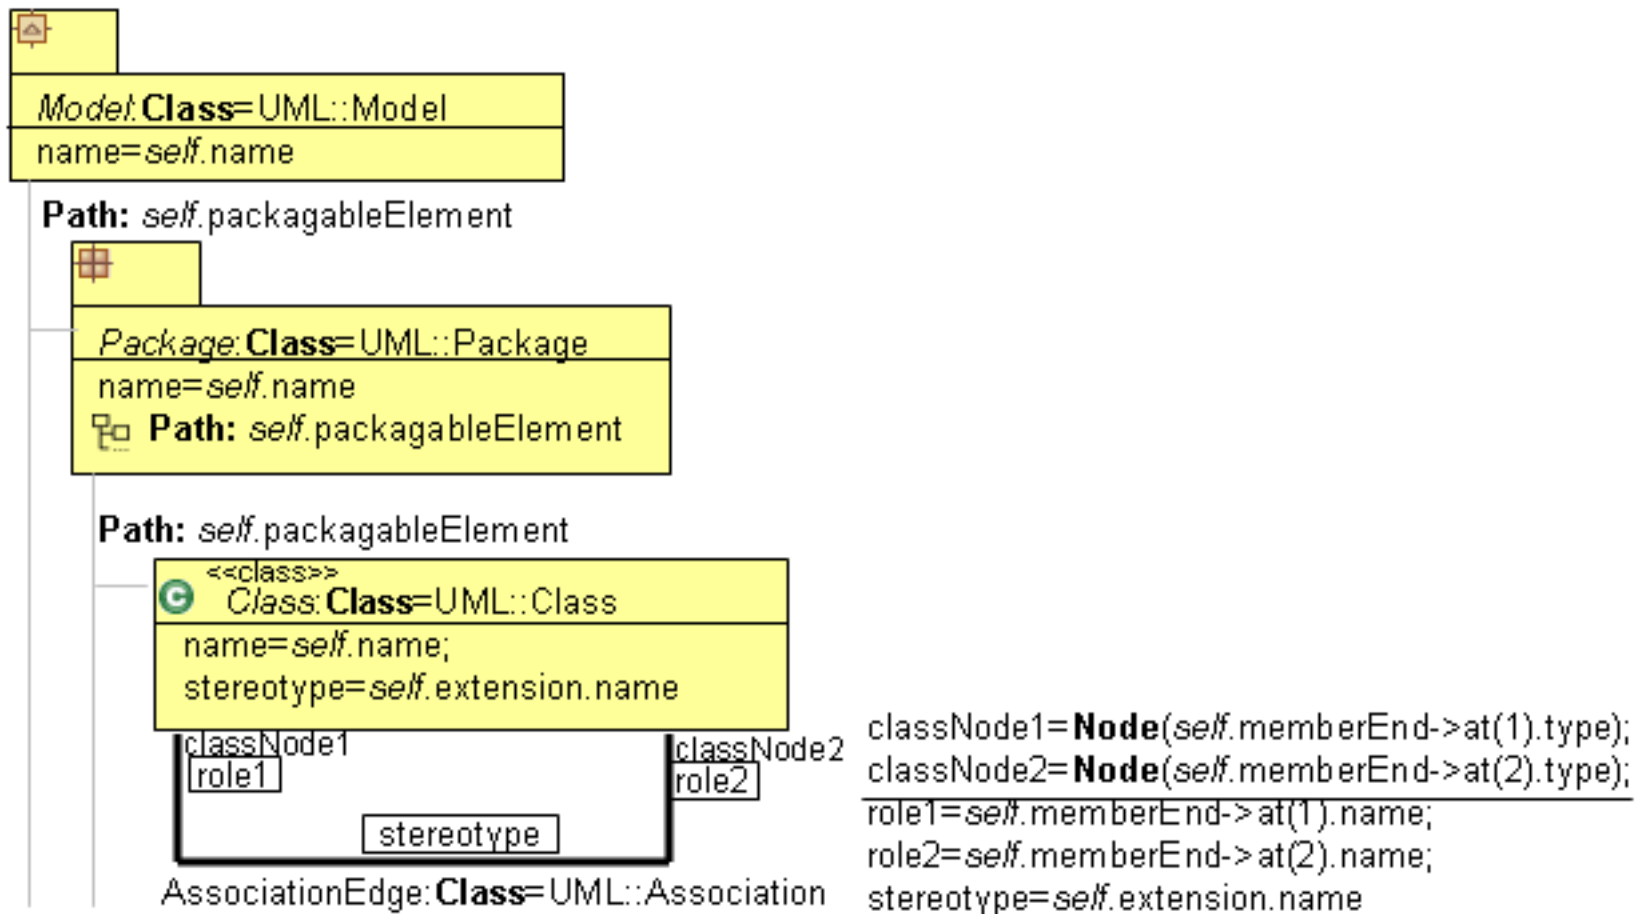 Model:Class=UML::Model
name=self.name
Path: self.packagableElement
Package:Class=UML::Package
name=self.name
Path: self.packagableElement
Path: self.packagableElement
<<class>>
C
Class:Class=UML::Class
name=self.name;
stereotype=self.extension.name
classNode1
role1
classNode2
role2
stereotype
AssociationEdge:Class=UML::Association
classNode1=Node(self.memberEnd->at(1).type);
classNode2=Node(self.memberEnd->at(2).type);
role1=self.memberEnd->at(1).name;
role2=self.memberEnd->at(2).name;
stereotype=self.extension.name